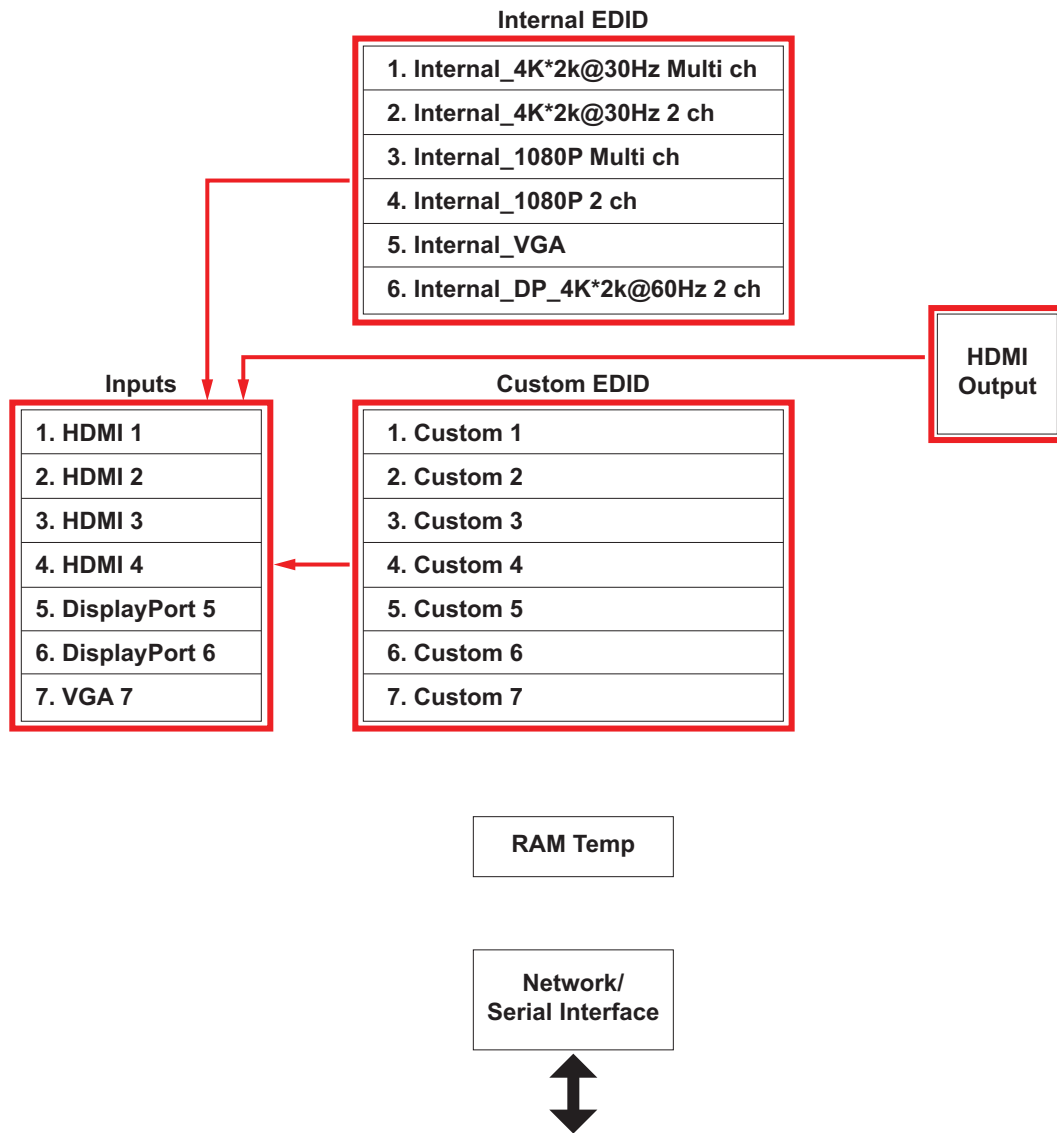 Internal EDID
1. Internal_4K*2k@30Hz Multi ch
2. Internal_4K*2k@30Hz 2 ch
3. Internal_1080P Multi ch
4. Internal_1080P 2 ch
5. Internal_VGA
6. Internal_DP_4K*2k@60Hz 2 ch
HDMI
Output
Inputs
1. HDMI 1
2. HDMI 2
3. HDMI 3
4. HDMI 4
5. DisplayPort 5
6. DisplayPort 6
7. VGA 7
Custom EDID
1. Custom 1
2. Custom 2
3. Custom 3
4. Custom 4
5. Custom 5
6. Custom 6
7. Custom 7
RAM Temp
Network/
Serial Interface